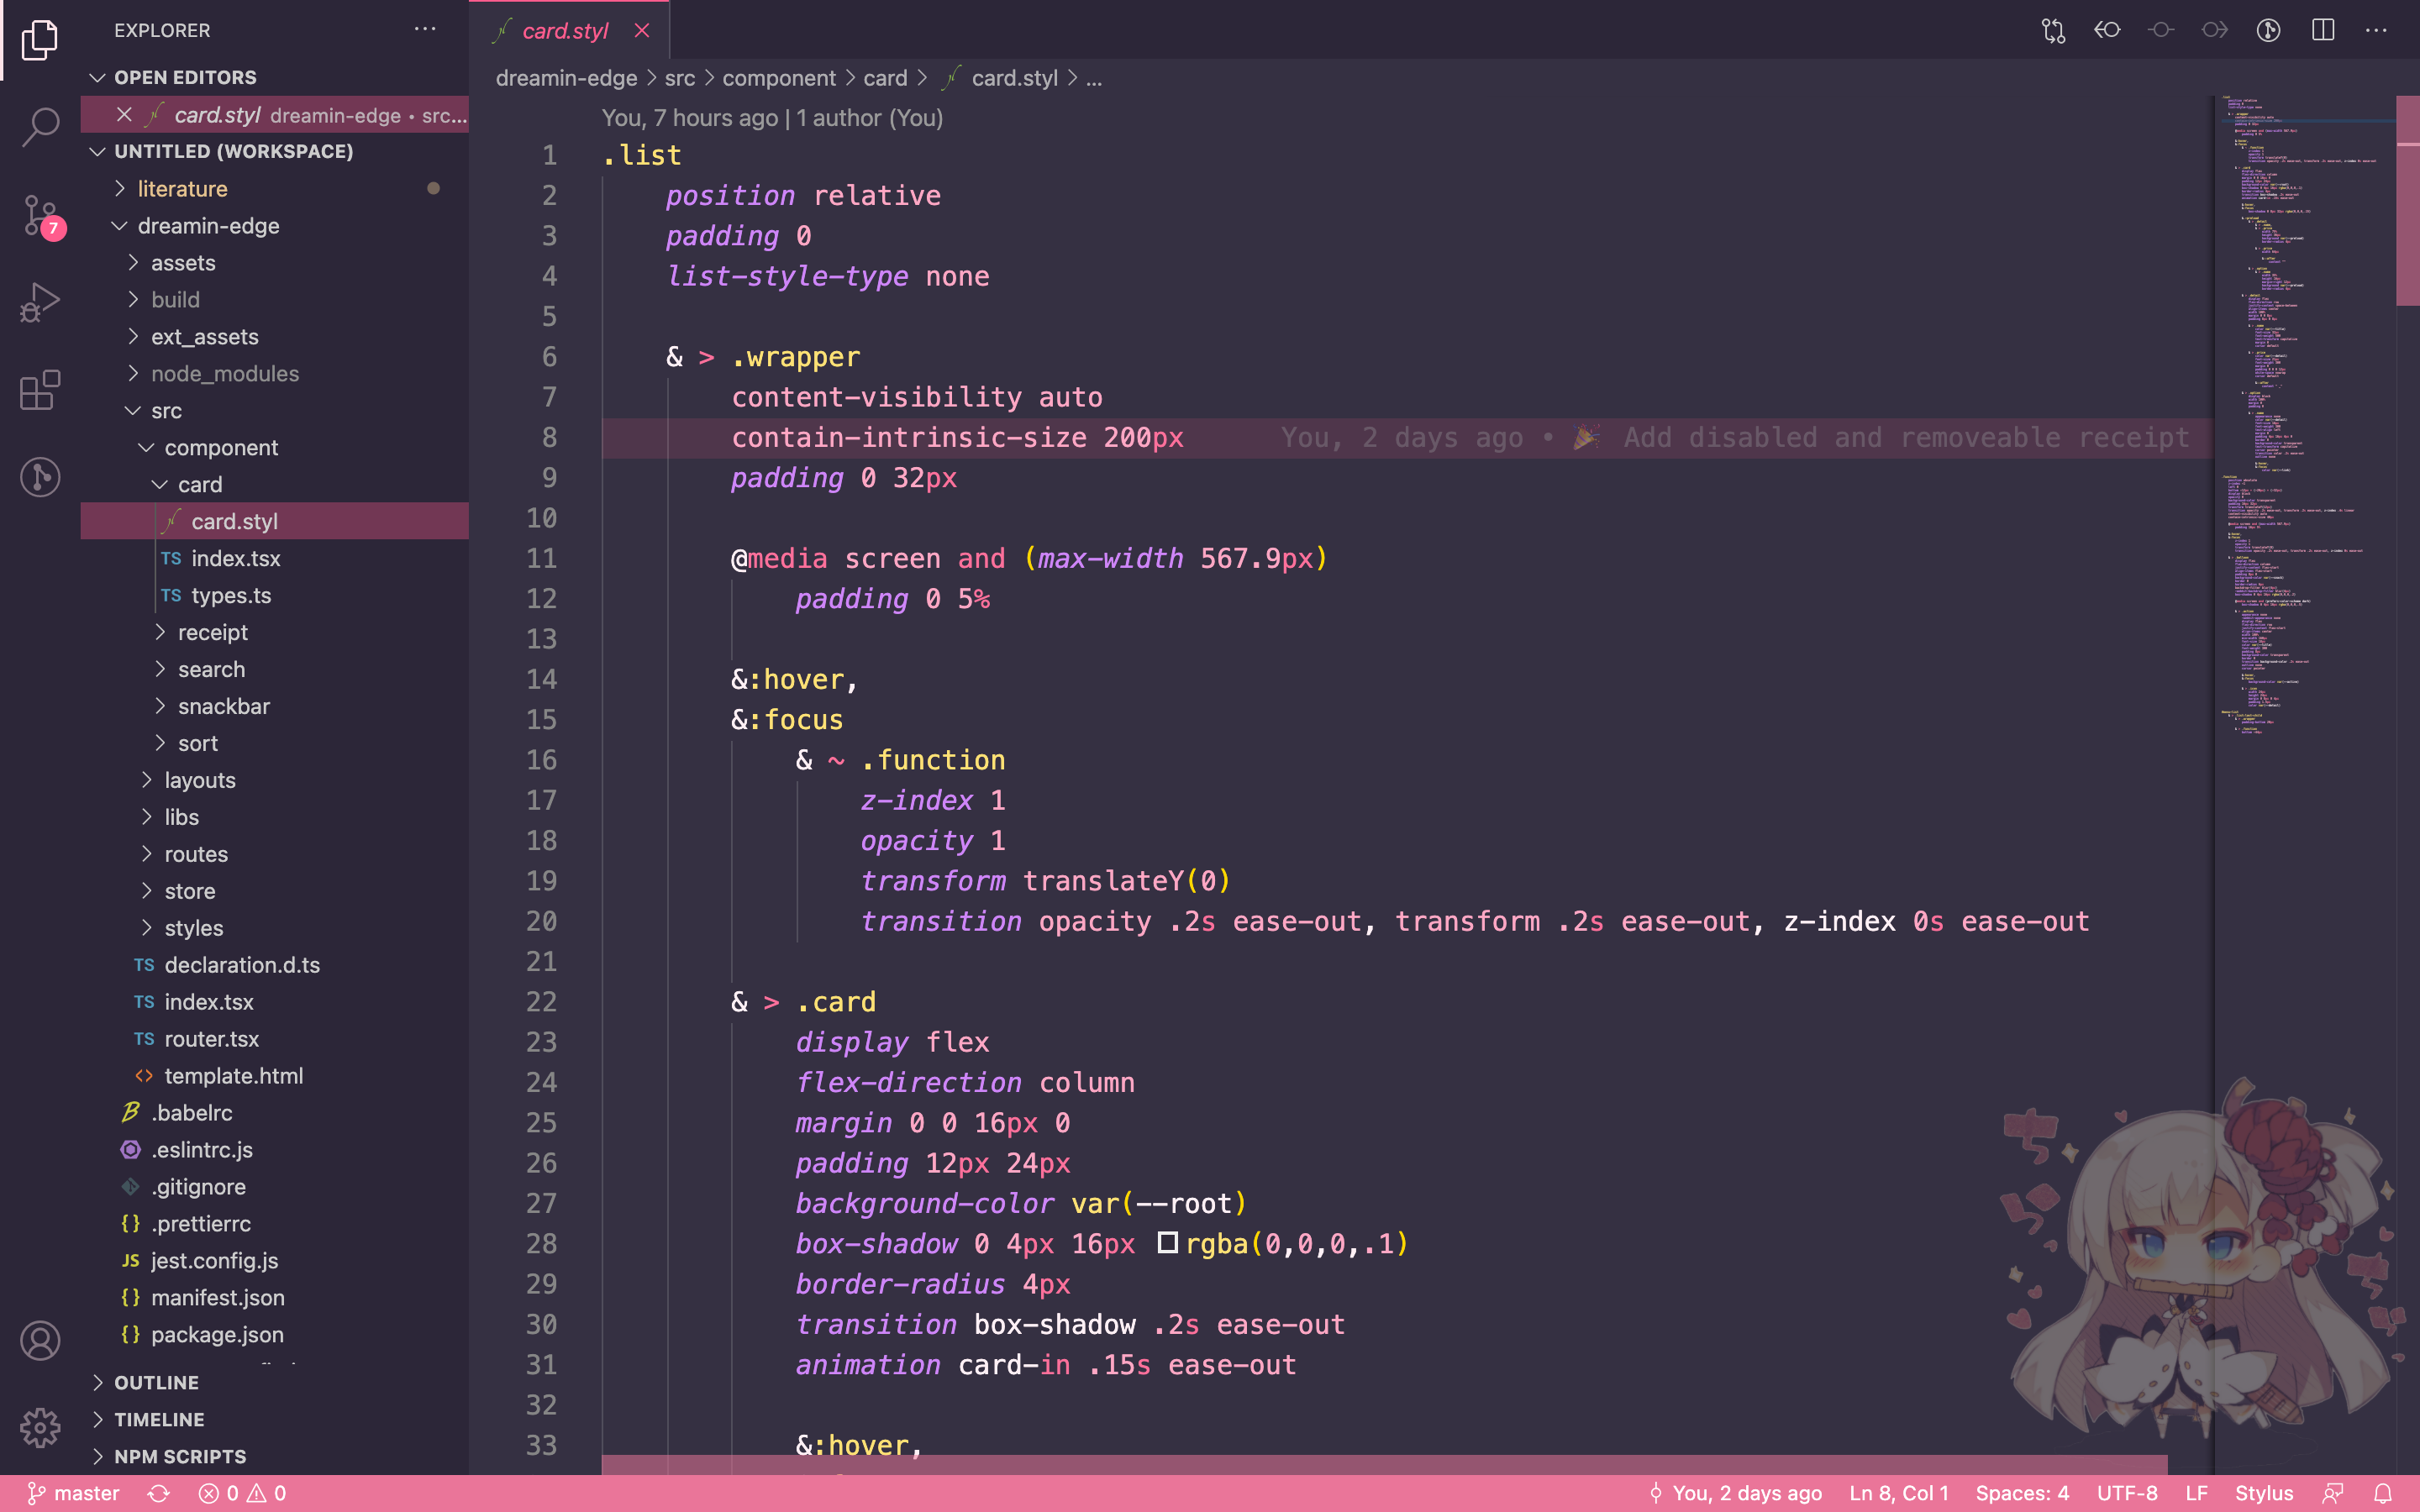 EXPLORER
OPEN EDITORS
card.styl dreamin-edge • src...
UNTITLED (WORKSPACE)
literature
dreamin-edge
assets
build
ext_assets
node_modules
src
component
card
card.styl
TS index.tsx
TS types.ts
receipt
search
snackbar
sort
layouts
libs
routes
store
styles
TS declaration.d.ts
TS index.tsx
TS router.tsx
<> template.html
.babelrc
.eslintrc.js
.gitignore
{} .prettierrc
JS jest.config.js
{} manifest.json
{} package.json
OUTLINE
TIMELINE
NPM SCRIPTS
7
card.styl
dreamin-edge > src > component > card > card.styl > ...
You, 7 hours ago | 1 author (You)
1 .list
2 position relative
3 padding 0
4 list-style-type none
5
6 & > .wrapper
7 content-visibility auto
8 contain-intrinsic-size 200px You, 2 days ago • 🎉 Add disabled and removeable receipt
9 padding 0 32px
10
11 @media screen and (max-width 567.9px)
12 padding 0 5%
13
14 &:hover,
15 &:focus
16 & ~ .function
17 z-index 1
18 opacity 1
19 transform translateY(0)
20 transition opacity .2s ease-out, transform .2s ease-out, z-index 0s ease-out
21
22 & > .card
23 display flex
24 flex-direction column
25 margin 0 0 16px 0
26 padding 12px 24px
27 background-color var(--root)
28 box-shadow 0 4px 16px rgba(0,0,0,.1)
29 border-radius 4px
30 transition box-shadow .2s ease-out
31 animation card-in .15s ease-out
32
33 &:hover,
master 0 0 You, 2 days ago Ln 8, Col 1 Spaces: 4 UTF-8 LF Stylus